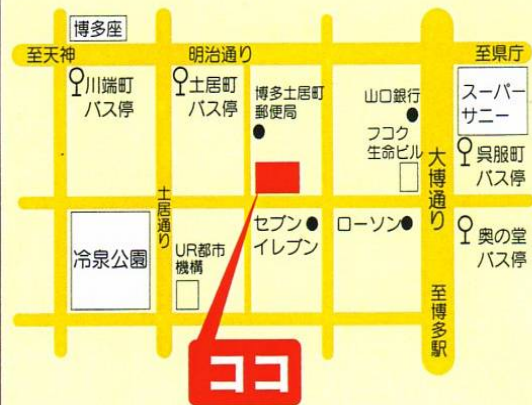 博多座
至天神
明治通り
至県庁
川端町
バス停
土居町
バス停
博多土居町
郵便局
山口銀行
フコク
生命ビル
スーパー
サニー
大博通り
呉服町
バス停
土居通り
冷泉公園
UR都市
機構
セブン
イレブン
ローソン
奥の堂
バス停
至博多駅
ココ